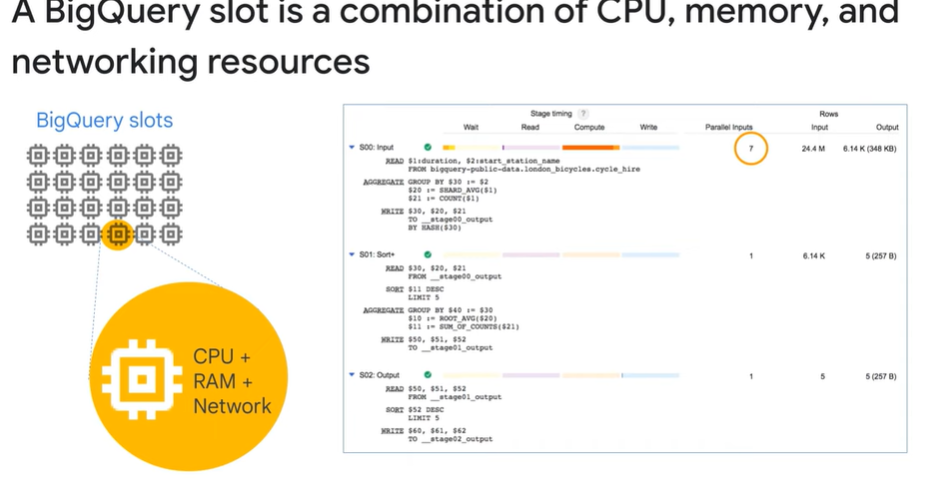 A BigQuery slot is a combination of CPU, memory, and
networking resources
BigQuery slots
CPU +
RAM +
Network
Stage timing ?
Rows
Wait Read Compute Write Parallel Inputs Input Output
S00: Input 7 24.4 M 6.14 K (348 KB)
READ $1:duration, $2:start_station_name
FROM bigquery-public-data.london_bicycles.cycle_hire
AGGREGATE GROUP BY $30 := $2
$20 := SHARD_AVG($1)
$21 := COUNT($1)
WRITE $30, $20, $21
TO __stage00_output
BY HASH($30)
S01: Sort+ 1 6.14 K 5 (257 B)
READ $30, $20, $21
FROM __stage00_output
SORT $11 DESC
LIMIT 5
AGGREGATE GROUP BY $40 := $30
$10 := ROOT_AVG($20)
$11 := SUM_OF_COUNTS($21)
WRITE $50, $51, $52
TO __stage01_output
S02: Output 1 5 5 (257 B)
READ $50, $51, $52
FROM __stage01_output
SORT $52 DESC
LIMIT 5
WRITE $60, $61, $62
TO __stage02_output